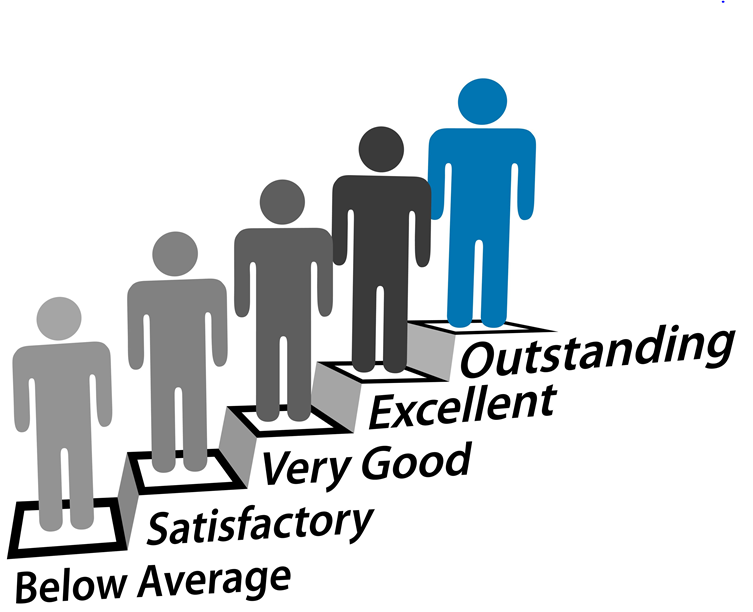 Outstanding
Excellent
Very Good
Satisfactory
Below Average